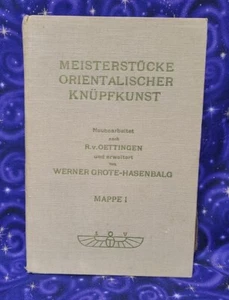 MEISTERSTÜCKE
ORIENTALISCHER
KNÜPFKUNST
Neubearbeitet
nach
R. v. OETTINGEN
und erweitert
von
WERNER GROTE-HASENBALG
MAPPE I